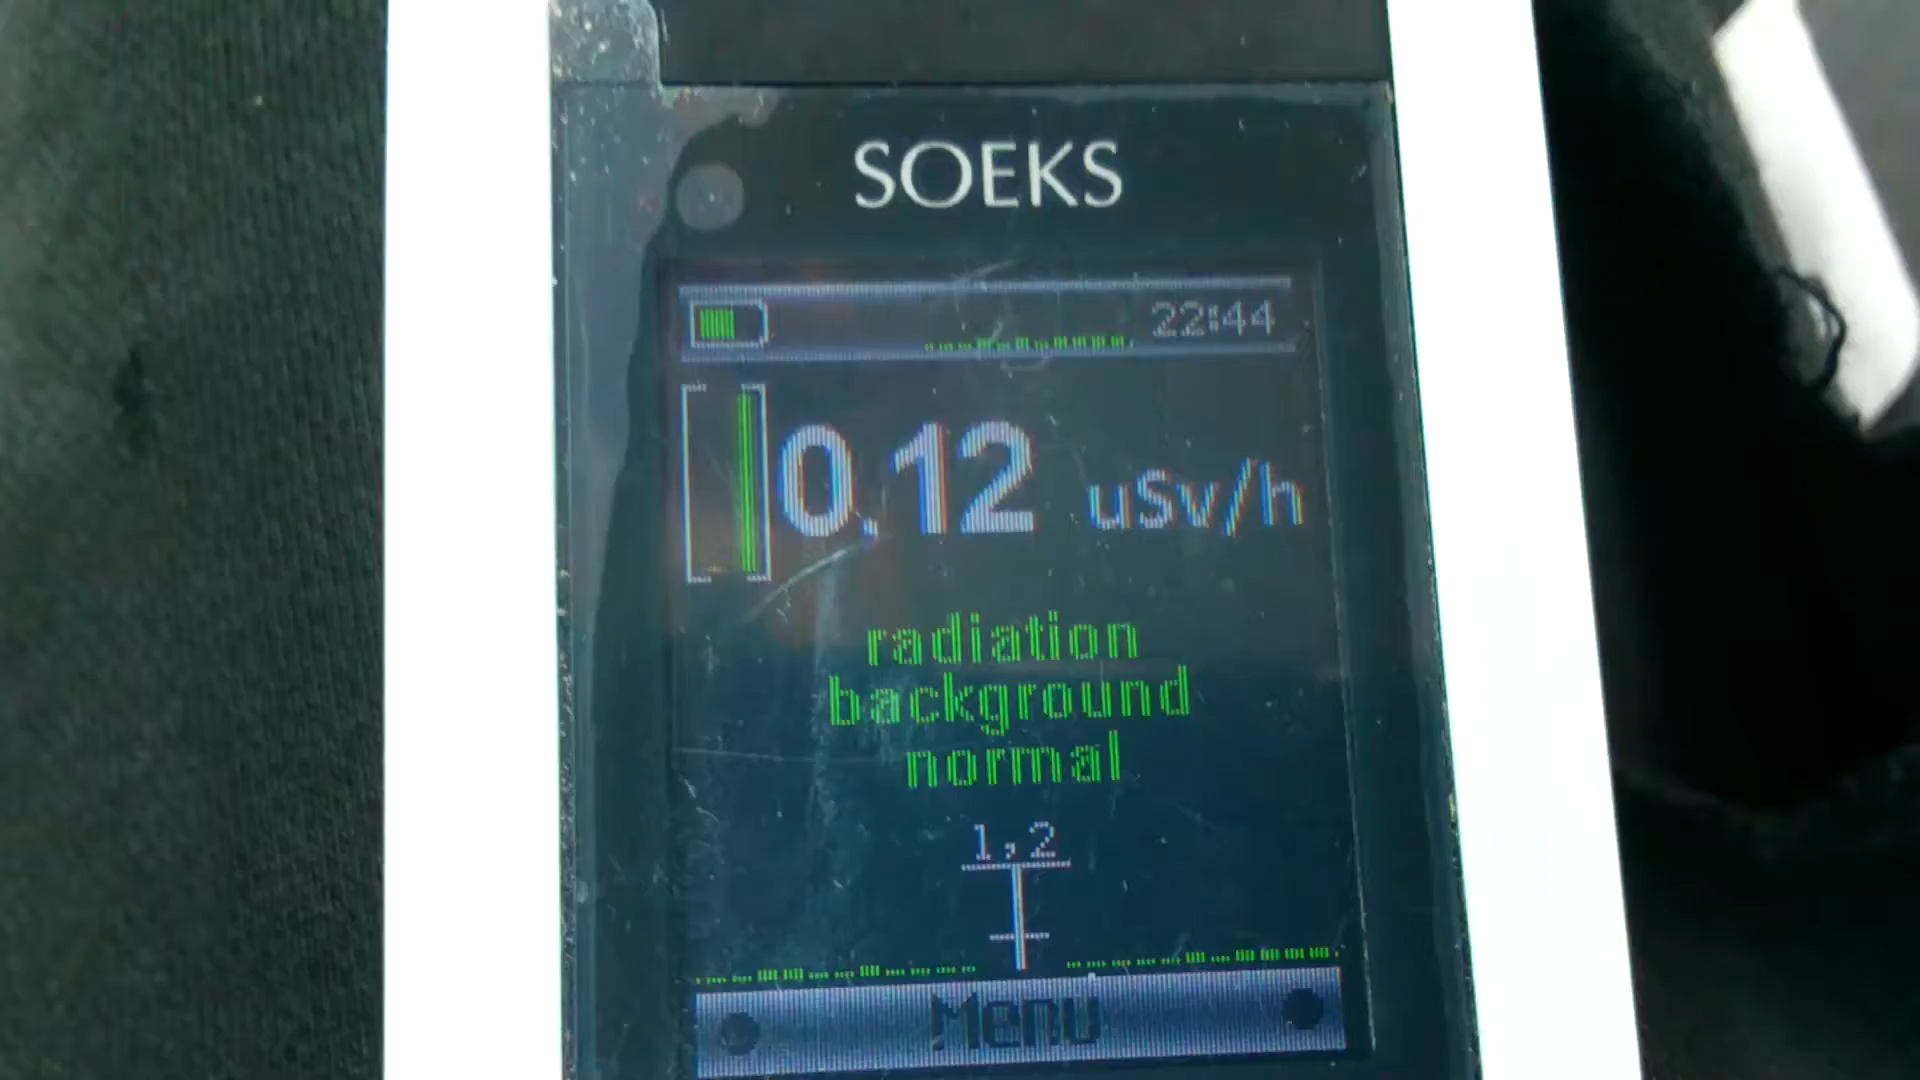 SOEKS
22:44
0.12 uSv/h
radiation
background
normal
1,2
Menu